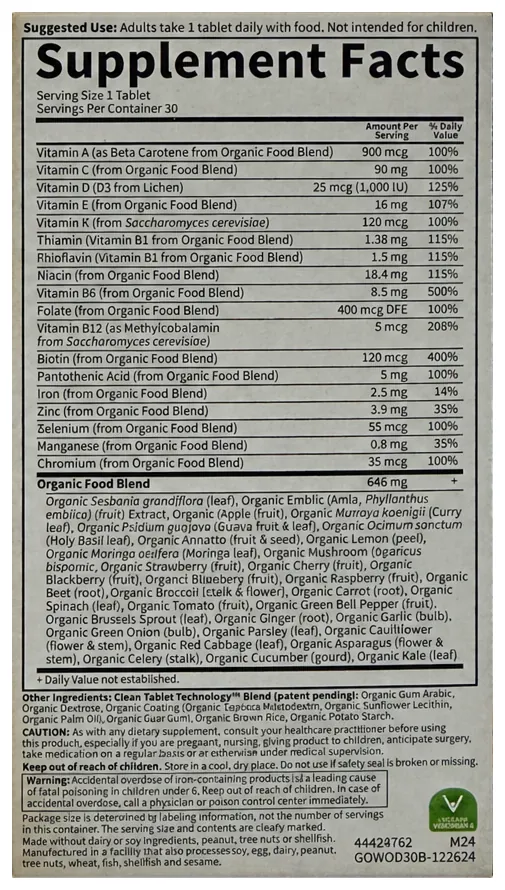 Suggested Use: Adults take 1 tablet daily with food. Not intended for children.
Supplement Facts
Serving Size 1 Tablet
Servings Per Container 30
Amount Per Serving % Daily Value
Vitamin A (as Beta Carotene from Organic Food Blend) 900 mcg 100%
Vitamin C (from Organic Food Blend) 90 mg 100%
Vitamin D (D3 from Lichen) 25 mcg (1,000 IU) 125%
Vitamin E (from Organic Food Blend) 16 mg 107%
Vitamin K (from Saccharomyces cerevisiae) 120 mcg 100%
Thiamin (Vitamin B1 from Organic Food Blend) 1.38 mg 115%
Rhioflavin (Vitamin B1 from Organic Food Blend) 1.5 mg 115%
Niacin (from Organic Food Blend) 18.4 mg 115%
Vitamin B6 (from Organic Food Blend) 8.5 mg 500%
Folate (from Organic Food Blend) 400 mcg DFE 100%
Vitamin B12 (as Methylcobalamin 5 mcg 208%
from Saccharomyces cerevisiae)
Biotin (from Organic Food Blend) 120 mcg 400%
Pantothenic Acid (from Organic Food Blend) 5 mg 100%
Iron (from Organic Food Blend) 2.5 mg 14%
Zinc (from Organic Food Blend) 3.9 mg 35%
Selenium (from Organic Food Blend) 55 mcg 100%
Manganese (from Organic Food Blend) 0.8 mg 35%
Chromium (from Organic Food Blend) 35 mcg 100%
Organic Food Blend 646 mg +
Organic Sesbania grandiflora (leaf), Organic Emblic (Amla, Phyllanthus
embiica) (fruit) Extract, Organic (Apple (fruit), Organic Murraya koenigii (Curry
leaf), Organic Psidium guajova (Guava fruit & leaf), Organic Ocimum sanctum
(Holy Basil leaf), Organic Annatto (fruit & seed), Organic Lemon (peel),
Organic Moringa oeilfera (Moringa leaf), Organic Mushroom (ogaricus
bispomic, Organic Strawberry (fruit), Organic Cherry (fruit), Organic
Blackberry (fruit), Organci Blueberry (fruit), Organic Raspberry (fruit), Organic
Beet (root), Organic Broccoli [stelk & flower], Organic Carrot (root), Organic
Spinach (leaf), Organic Tomato (fruit), Organic Green Bell Pepper (fruit),
Organic Brussels Sprout (leaf), Organic Ginger (root), Organic Garlic (bulb),
Organic Green Onion (bulb), Organic Parsley (leaf), Organic Cauliflower
(flower & stem), Organic Red Cabbage (leaf), Organic Asparagus (flower &
stem), Organic Celery (stalk), Organic Cucumber (gourd), Organic Kale (leaf)
+ Daily Value not established.
Other Ingredients: Clean Tablet Technology™ Blend (patent pending): Organic Gum Arabic,
Organic Dextrose, Organic Coating (Organic Tapioca Maltodextrin, Organic Sunflower Lecithin,
Organic Palm Oil), Organic Guar Gum), Organic Brown Rice, Organic Potato Starch.
CAUTION: As with any dietary supplement, consult your healthcare practitioner before using
this product, especially if you are pregaant, nursing, giving product to children, anticipate surgery,
take medication on a regular basis or ar estherwise under medical supervision.
Keep out of reach of children. Store in a cool, dry place. Do not use if safety seal is broken or missing.
Warning: Accidental overdose of iron-containing products is a leading cause
of fatal poisoning in children under 6. Keep out of reach of children. In case of
accidental overdose, call a physician or poison control center immediately.
Package size is deteroined by labeling information, not the number of servings
in this container. The serving size and contents are cleafy marked.
Made without dairy or soy ingredients, peanut, tree nuts or shellfish.
Manufactured in a facility that also processes soy, egg, dairy, peanut,
tree nuts, wheat, fish, shellfish and sesame.
44424762 M24
GOWOD30B-122624